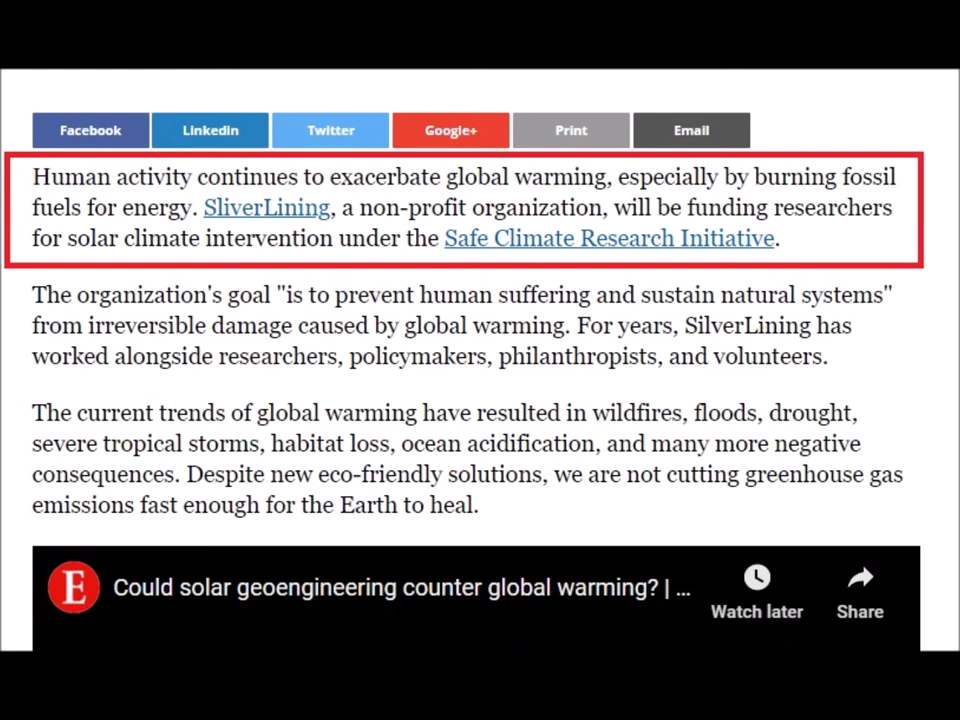 Facebook LinkedIn Twitter Google+ Print Email
Human activity continues to exacerbate global warming, especially by burning fossil
fuels for energy. SliverLining, a non-profit organization, will be funding researchers
for solar climate intervention under the Safe Climate Research Initiative.
The organization's goal "is to prevent human suffering and sustain natural systems"
from irreversible damage caused by global warming. For years, SilverLining has
worked alongside researchers, policymakers, philanthropists, and volunteers.
The current trends of global warming have resulted in wildfires, floods, drought,
severe tropical storms, habitat loss, ocean acidification, and many more negative
consequences. Despite new eco-friendly solutions, we are not cutting greenhouse gas
emissions fast enough for the Earth to heal.
E Could solar geoengineering counter global warming? | ...
Watch later Share